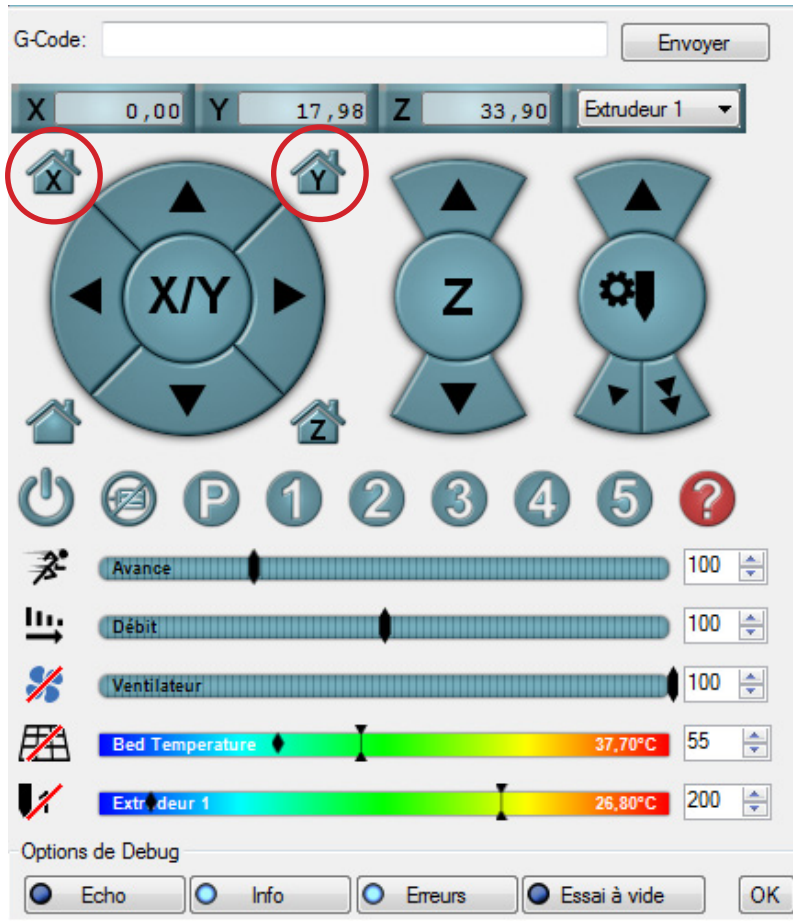 G-Code: Envoyer
X 0,00 Y 17,98 Z 33,90 Extrudeur 1
X Y
X/Y Z
Z
P 1 2 3 4 5 ?
Avance 100
Débit 100
Ventilateur 100
Bed Temperature 37,70°C 55
1 Extrudeur 1 26,80°C 200
Options de Debug
Echo Info Erreurs Essai à vide OK